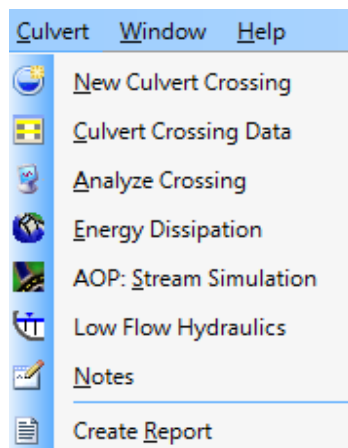 Culvert Window Help
New Culvert Crossing
Culvert Crossing Data
Analyze Crossing
Energy Dissipation
AOP: Stream Simulation
Low Flow Hydraulics
Notes
Create Report